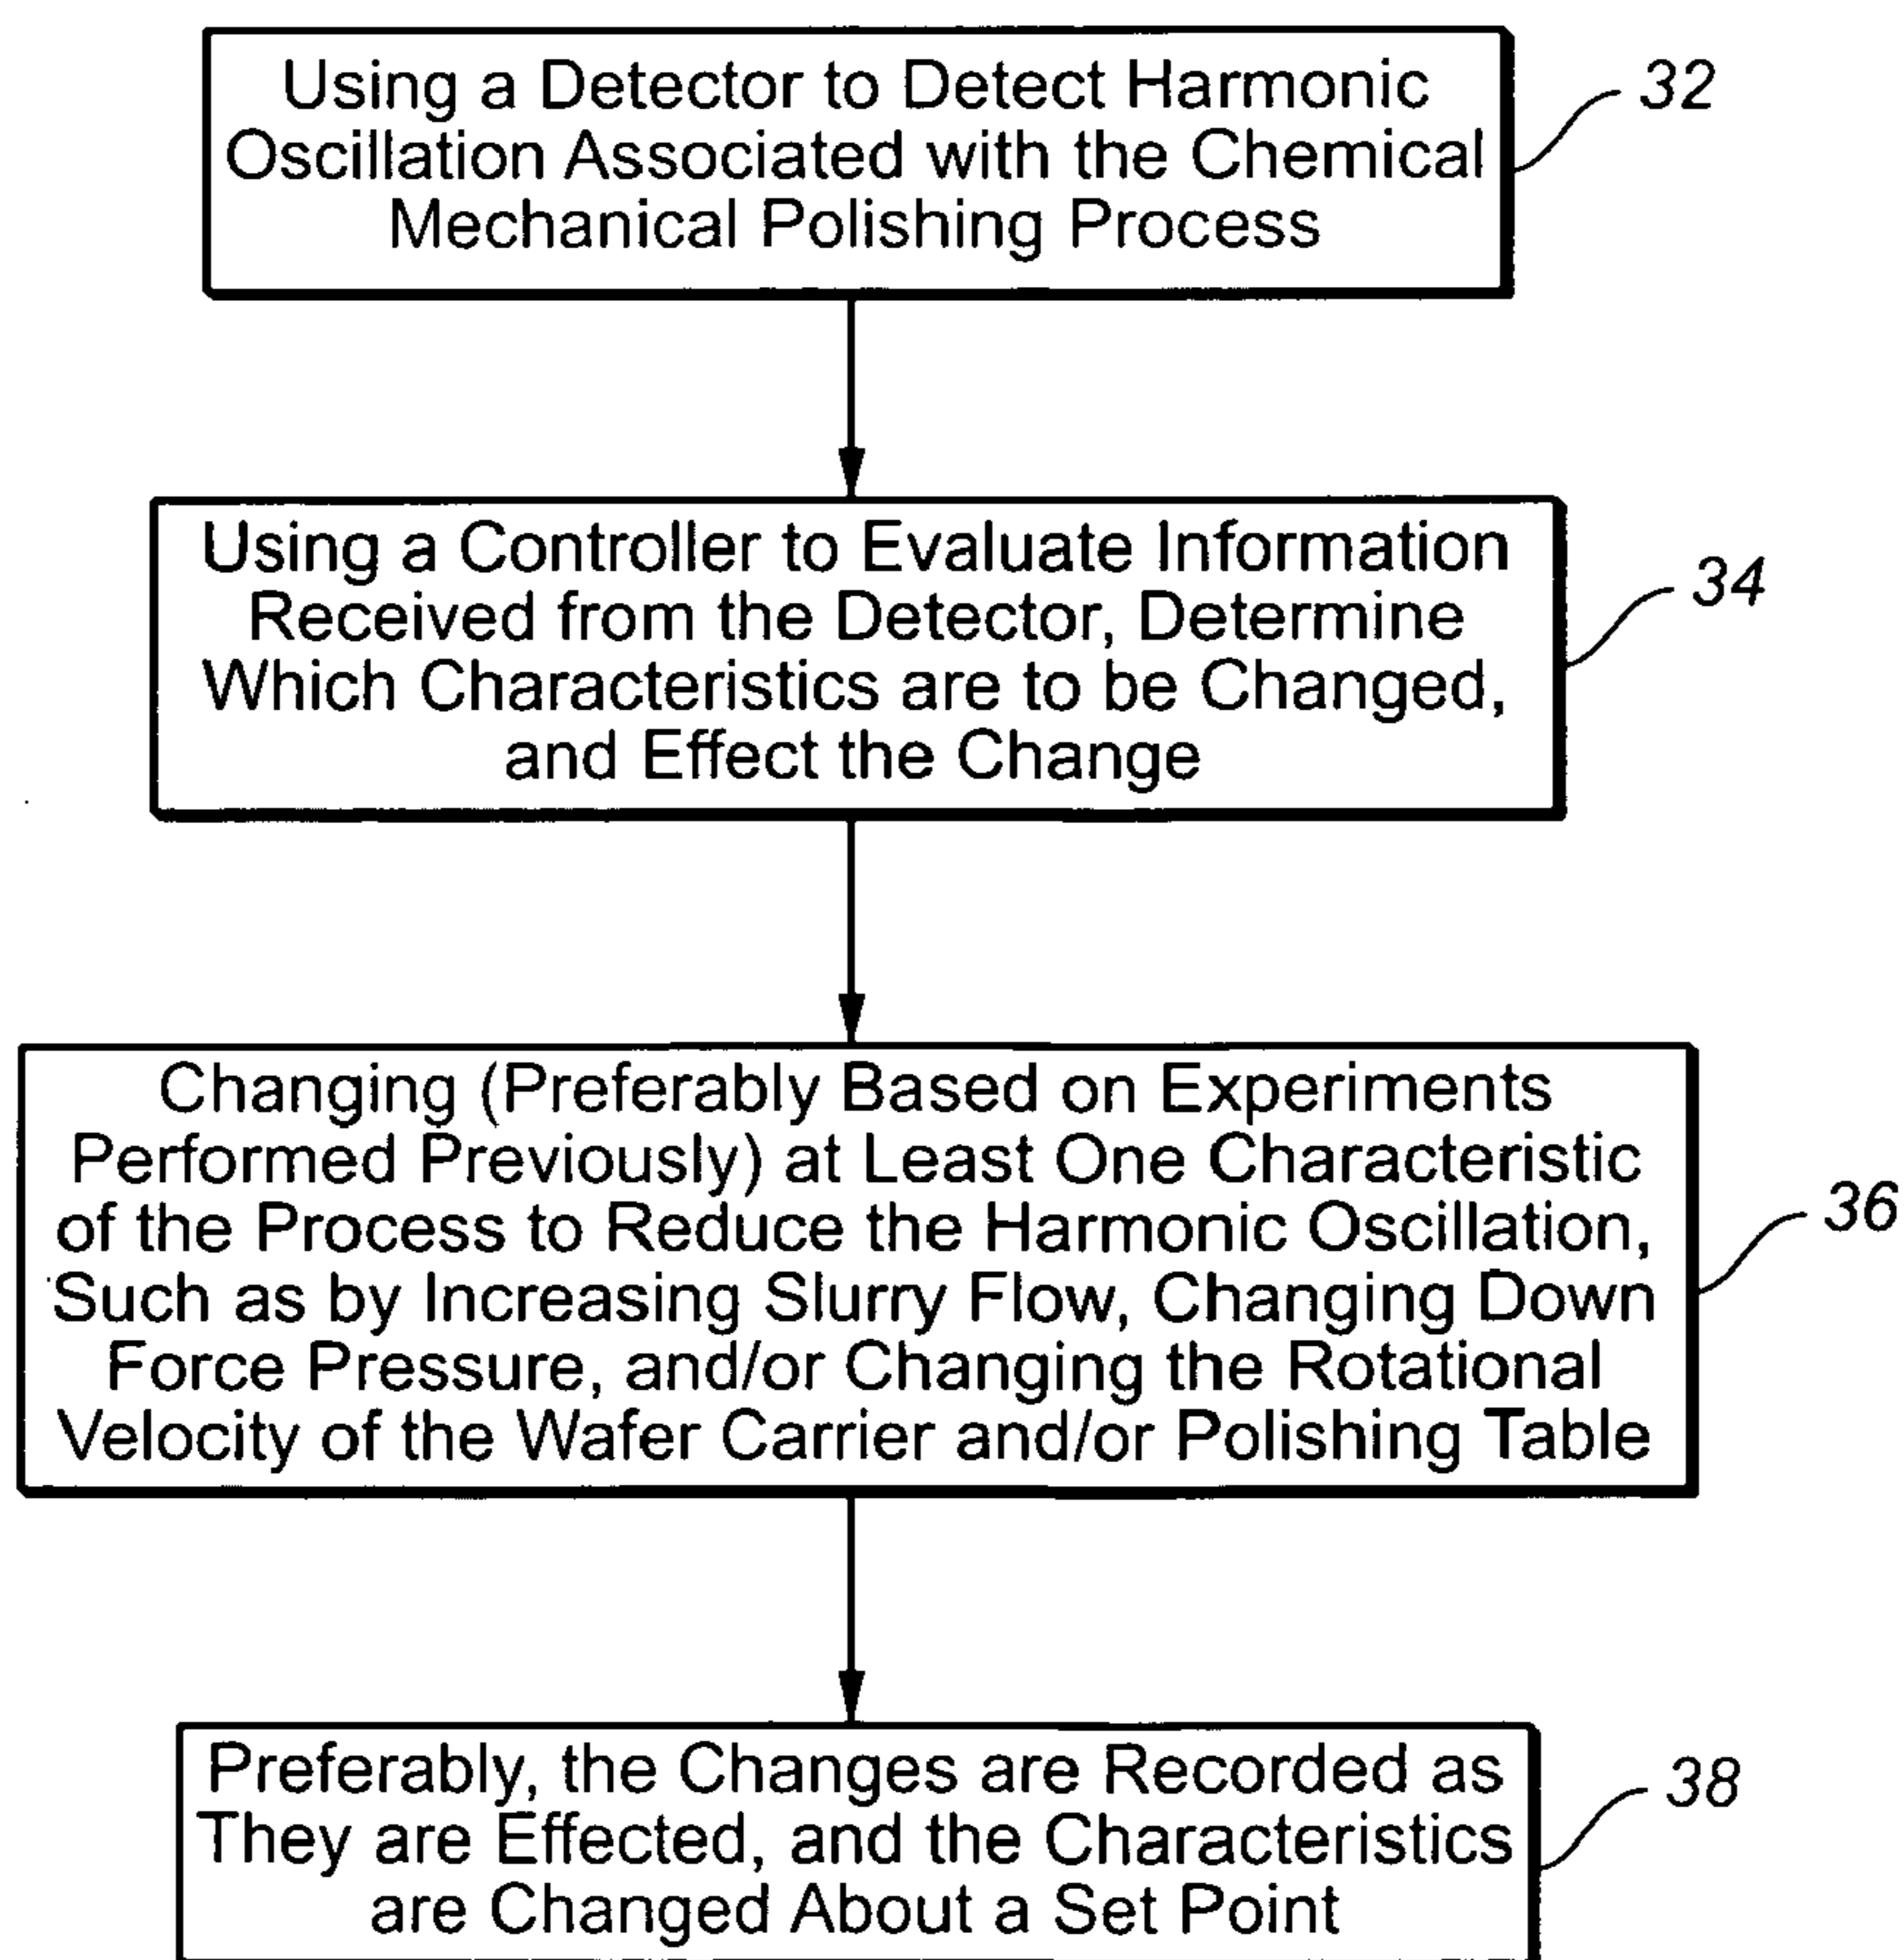 Using a Detector to Detect Harmonic
Oscillation Associated with the Chemical
Mechanical Polishing Process
32
Using a Controller to Evaluate Information
Received from the Detector, Determine
Which Characteristics are to be Changed,
and Effect the Change
34
Changing (Preferably Based on Experiments
Performed Previously) at Least One Characteristic
of the Process to Reduce the Harmonic Oscillation,
Such as by Increasing Slurry Flow, Changing Down
Force Pressure, and/or Changing the Rotational
Velocity of the Wafer Carrier and/or Polishing Table
36
Preferably, the Changes are Recorded as
They are Effected, and the Characteristics
are Changed About a Set Point
38